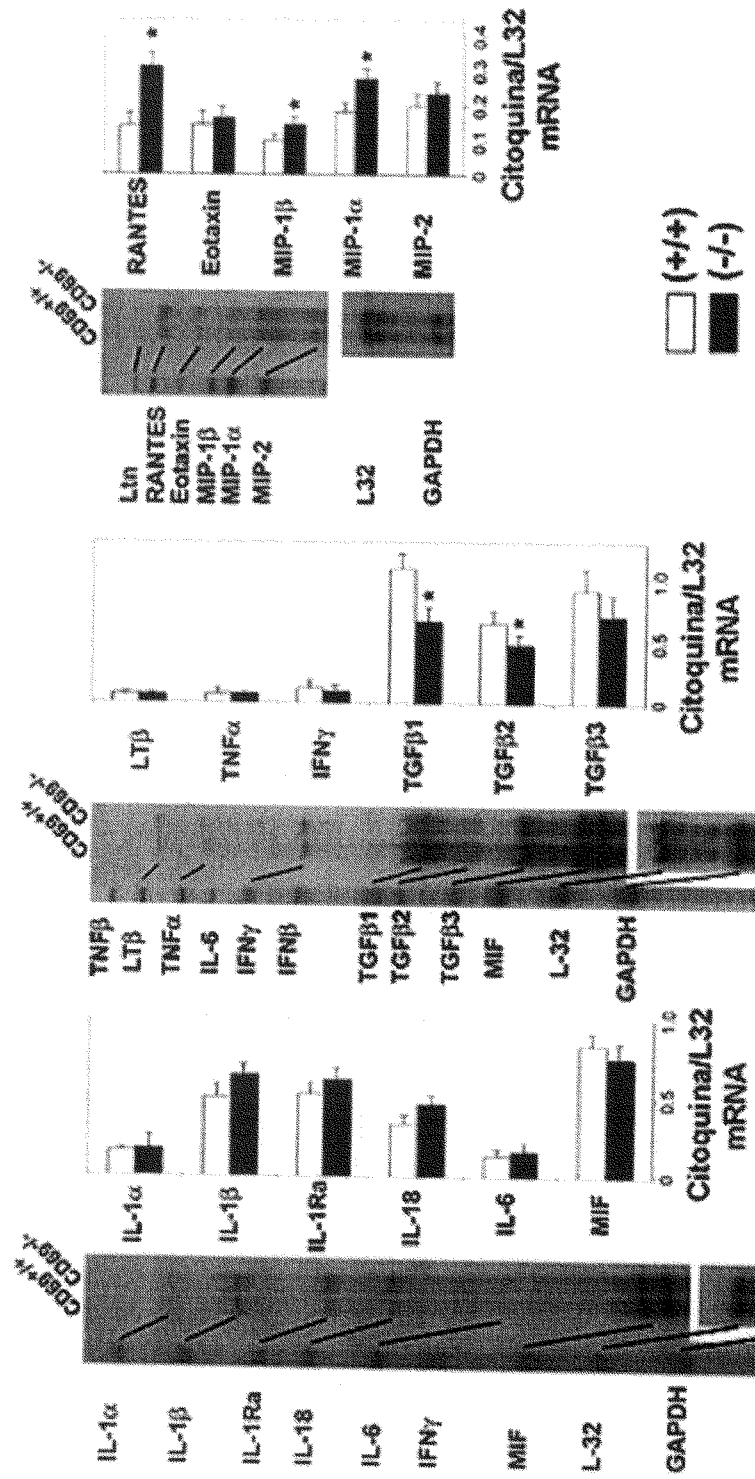 CD69+/+
CD69-/-
IL-1α
IL-1β
IL-1Ra
IL-18
IL-6
IFNγ
MIF
L-32
GAPDH
IL-1α
IL-1β
IL-1Ra
IL-18
IL-6
MIF
0
0.5
1.0
Citoquina/L32
mRNA
CD69+/+
CD69-/-
TNFβ
LTβ
TNFα
IL-6
IFNγ
IFNβ
TGFβ1
TGFβ2
TGFβ3
MIF
L-32
GAPDH
LTβ
TNFα
IFNγ
TGFβ1
*
TGFβ2
*
TGFβ3
0
0.5
1.0
Citoquina/L32
mRNA
CD69+/+
CD69-/-
Ltn
RANTES
Eotaxin
MIP-1β
MIP-1α
MIP-2
L32
GAPDH
RANTES
*
Eotaxin
MIP-1β
*
MIP-1α
*
MIP-2
0
0.1
0.2
0.3
0.4
Citoquina/L32
mRNA
(+/+)
(-/-)